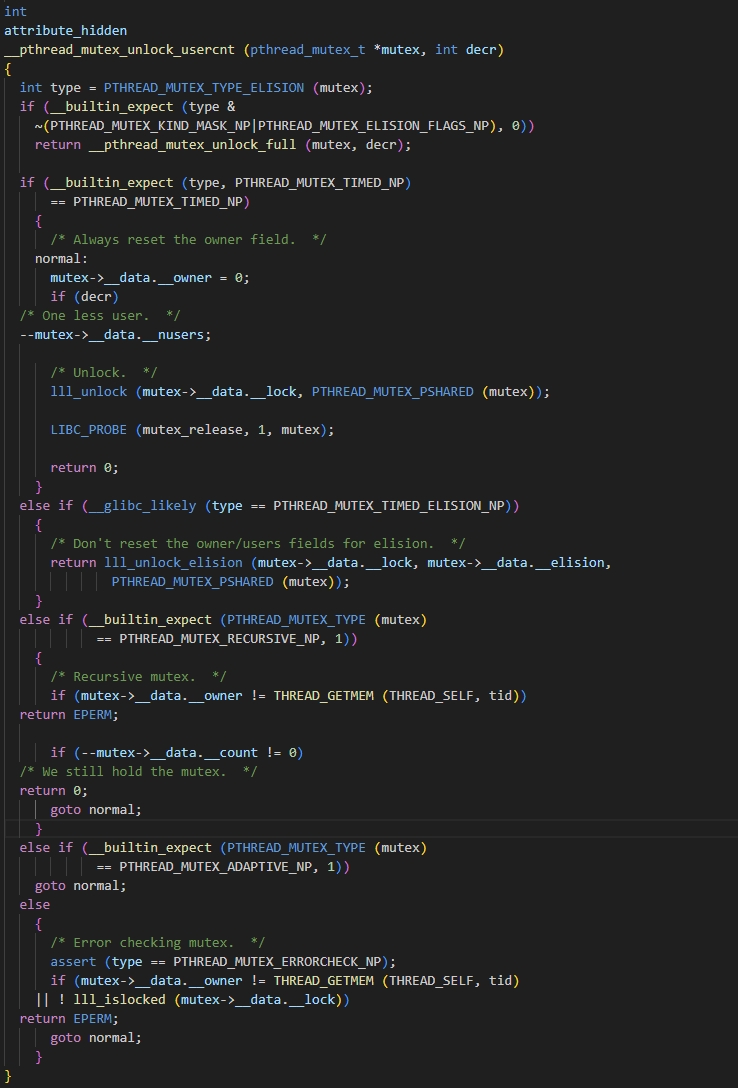 int
attribute_hidden
__pthread_mutex_unlock_usercnt (pthread_mutex_t *mutex, int decr)
{
  int type = PTHREAD_MUTEX_TYPE_ELISION (mutex);
  if (__builtin_expect (type &
    ~(PTHREAD_MUTEX_KIND_MASK_NP|PTHREAD_MUTEX_ELISION_FLAGS_NP), 0))
    return __pthread_mutex_unlock_full (mutex, decr);

  if (__builtin_expect (type, PTHREAD_MUTEX_TIMED_NP)
      == PTHREAD_MUTEX_TIMED_NP)
    {
      /* Always reset the owner field.  */
    normal:
      mutex->__data.__owner = 0;
      if (decr)
  /* One less user.  */
  --mutex->__data.__nusers;

      /* Unlock.  */
      lll_unlock (mutex->__data.__lock, PTHREAD_MUTEX_PSHARED (mutex));

      LIBC_PROBE (mutex_release, 1, mutex);

      return 0;
    }
  else if (__glibc_likely (type == PTHREAD_MUTEX_TIMED_ELISION_NP))
    {
      /* Don't reset the owner/users fields for elision.  */
      return lll_unlock_elision (mutex->__data.__lock, mutex->__data.__elision,
              PTHREAD_MUTEX_PSHARED (mutex));
    }
  else if (__builtin_expect (PTHREAD_MUTEX_TYPE (mutex)
            == PTHREAD_MUTEX_RECURSIVE_NP, 1))
    {
      /* Recursive mutex.  */
      if (mutex->__data.__owner != THREAD_GETMEM (THREAD_SELF, tid))
  return EPERM;

      if (--mutex->__data.__count != 0)
  /* We still hold the mutex.  */
  return 0;
      goto normal;
    }
  else if (__builtin_expect (PTHREAD_MUTEX_TYPE (mutex)
            == PTHREAD_MUTEX_ADAPTIVE_NP, 1))
    goto normal;
  else
    {
      /* Error checking mutex.  */
      assert (type == PTHREAD_MUTEX_ERRORCHECK_NP);
      if (mutex->__data.__owner != THREAD_GETMEM (THREAD_SELF, tid)
    || ! lll_islocked (mutex->__data.__lock))
  return EPERM;
      goto normal;
    }
}